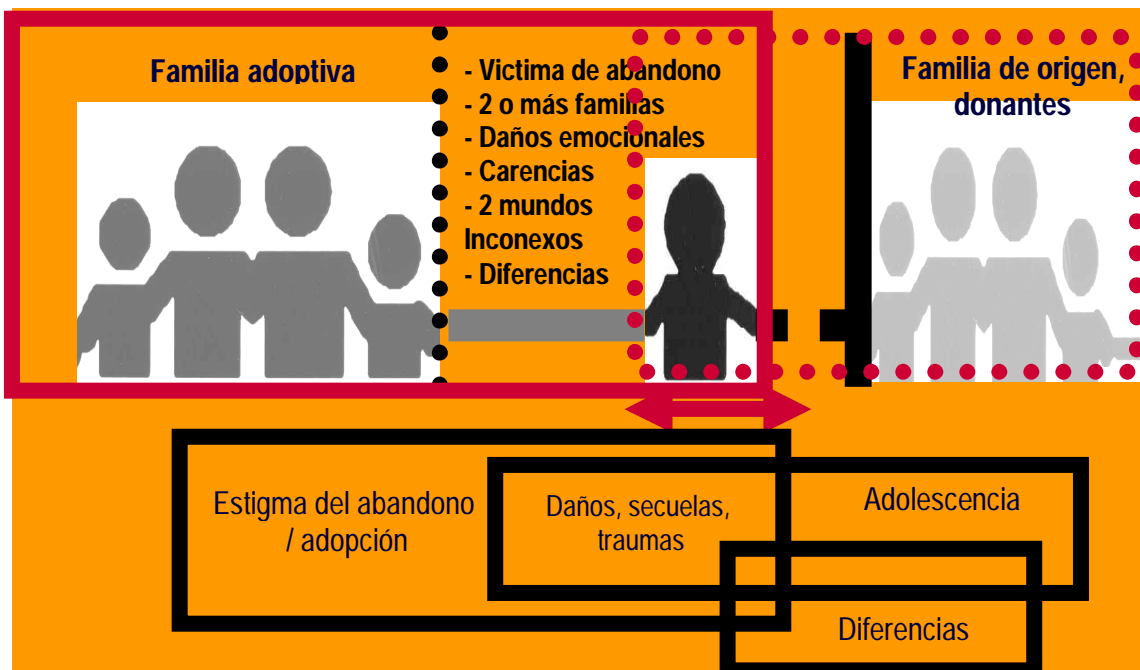 Familia adoptiva
- Victima de abandono
- 2 o más familias
- Daños emocionales
- Carencias
- 2 mundos
Inconexos
- Diferencias
Familia de origen,
donantes
Estigma del abandono
/ adopción
Daños, secuelas,
traumas
Adolescencia
Diferencias